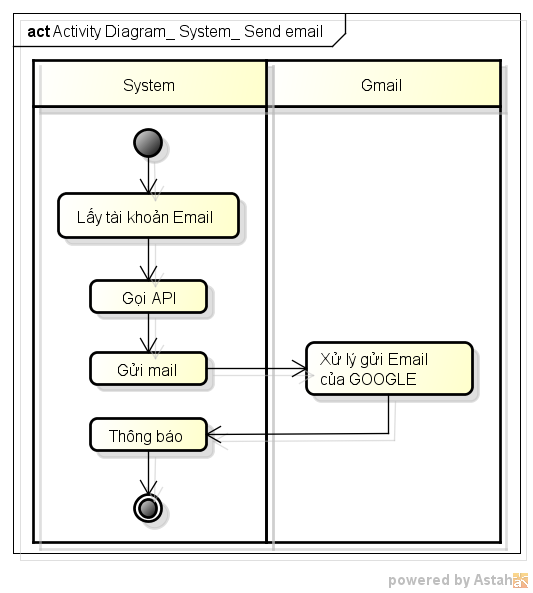 act Activity Diagram_ System_ Send email
System
Gmail
Lấy tài khoản Email
Gọi API
Gửi mail
Xử lý gửi Email
của GOOGLE
Thông báo
powered by Astah